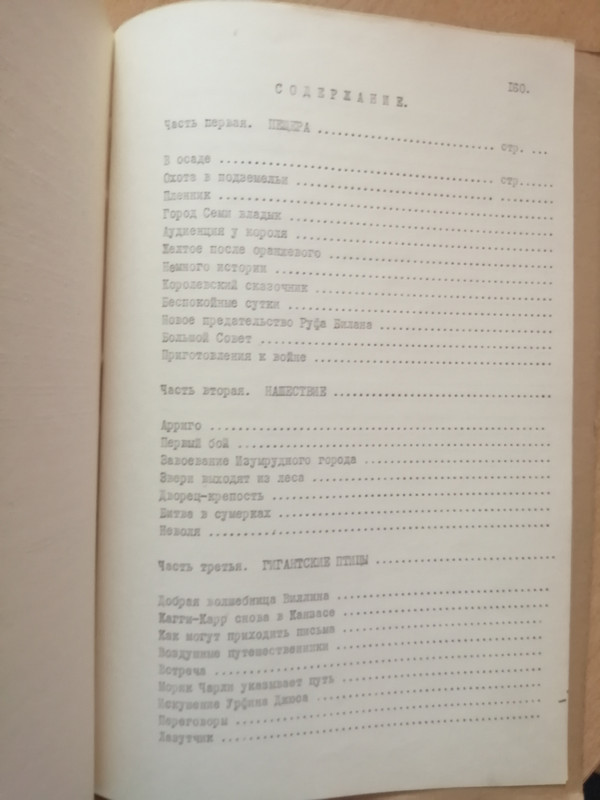 СОДЕРЖАНИЕ.
Часть первая. ПЕЩЕРА .......................... стр. ...
В осаде ........................................ стр......
Охота в подземельи ..............................
Пленник ........................................
Город Семи владык ..............................
Аудиенция у короля ..............................
Желтое после оранжевого ..........................
Немного истории ................................
Королевский сказочник ............................
Беспокойные сутки ..............................
Новое предательство Руфа Билана ..................
Большой Совет ..................................
Приготовления к войне ............................
Часть вторая. НАШЕСТВИЕ ..........................
Арриго ........................................
Первый бой ....................................
Завоевание Изумрудного города ....................
Звери выходят из леса ............................
Дворец-крепость ................................
Битва в сумерках ................................
Неволя ........................................
Часть третья. ГИГАНТСКИЕ ПТИЦЫ ....................
Добрая волшебница Виллина ........................
Кагги-Карр снова в Канзасе ........................
Как могут приходить письма ........................
Воздушные путешественники ........................
Встреча ........................................
Моряк Чарли указывает путь ........................
Искушение Урфина Джюса ..........................
Переговоры ....................................
Лазутчик ......................................